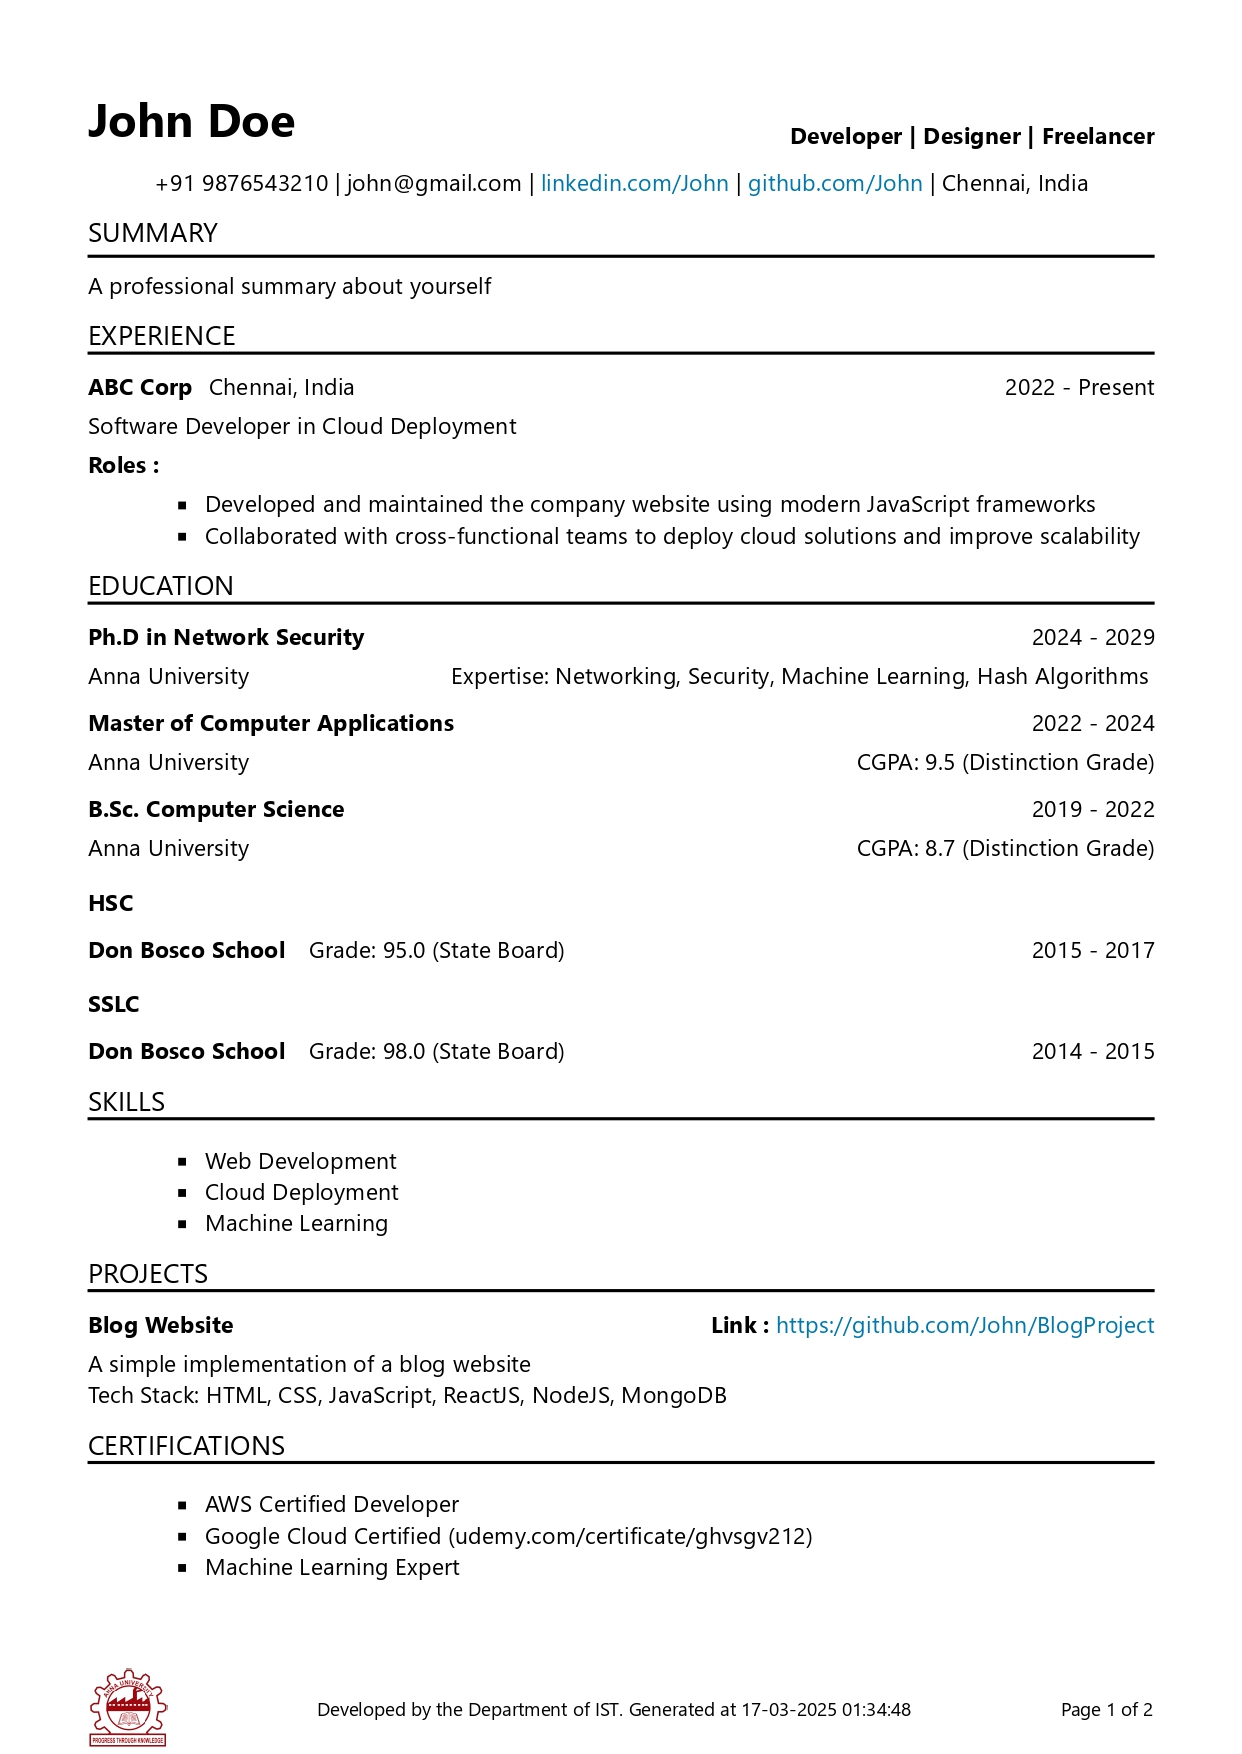 John Doe
Developer | Designer | Freelancer
+91 9876543210 | john@gmail.com | linkedin.com/John | github.com/John | Chennai, India
SUMMARY
A professional summary about yourself
EXPERIENCE
ABC Corp Chennai, India 2022 - Present
Software Developer in Cloud Deployment
Roles :
▪ Developed and maintained the company website using modern JavaScript frameworks
▪ Collaborated with cross-functional teams to deploy cloud solutions and improve scalability
EDUCATION
Ph.D in Network Security 2024 - 2029
Anna University Expertise: Networking, Security, Machine Learning, Hash Algorithms
Master of Computer Applications 2022 - 2024
Anna University CGPA: 9.5 (Distinction Grade)
B.Sc. Computer Science 2019 - 2022
Anna University CGPA: 8.7 (Distinction Grade)
HSC
Don Bosco School Grade: 95.0 (State Board) 2015 - 2017
SSLC
Don Bosco School Grade: 98.0 (State Board) 2014 - 2015
SKILLS
▪ Web Development
▪ Cloud Deployment
▪ Machine Learning
PROJECTS
Blog Website Link : https://github.com/John/BlogProject
A simple implementation of a blog website
Tech Stack: HTML, CSS, JavaScript, ReactJS, NodeJS, MongoDB
CERTIFICATIONS
▪ AWS Certified Developer
▪ Google Cloud Certified (udemy.com/certificate/ghvsgv212)
▪ Machine Learning Expert
ANNA UNIVERSITY
PROGRESS THROUGH KNOWLEDGE
Developed by the Department of IST. Generated at 17-03-2025 01:34:48 Page 1 of 2